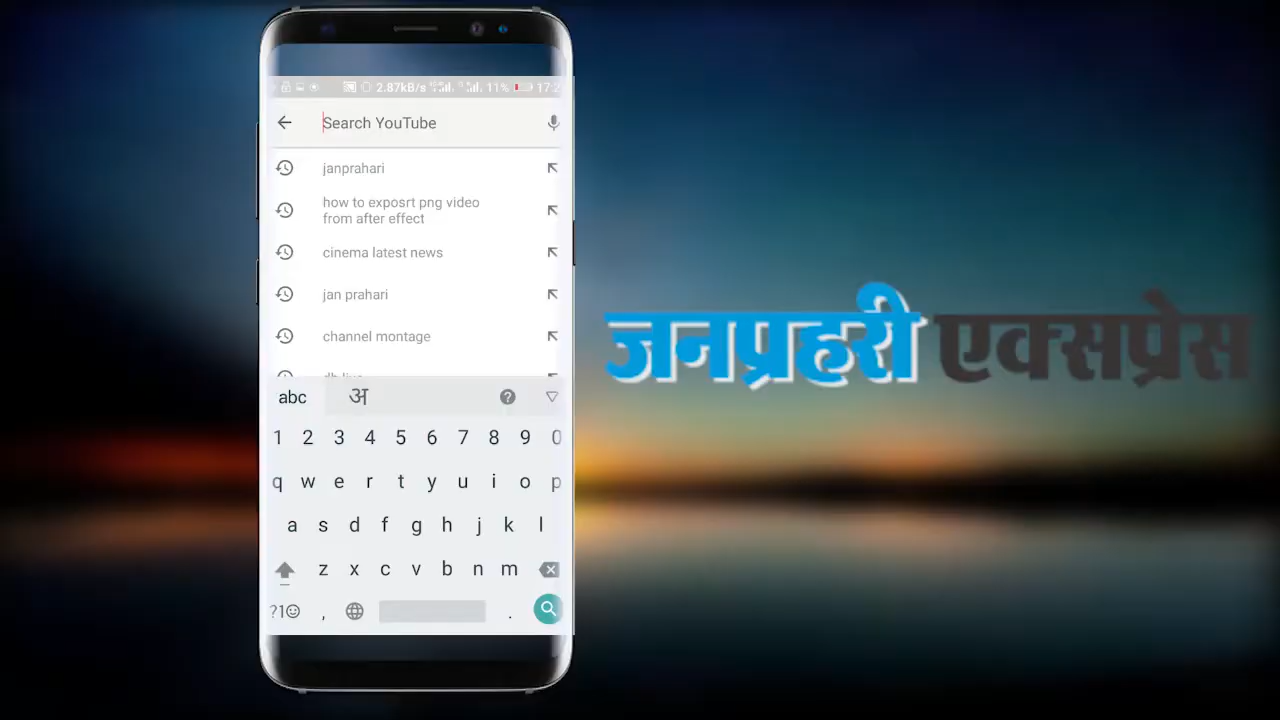 2.87kB/s 11% 17:2
Search YouTube
janprahari
how to exposrt png video
from after effect
cinema latest news
jan prahari
channel montage
abc अ
1 2 3 4 5 6 7 8 9 0
q w e r t y u i o p
a s d f g h j k l
z x c v b n m
?1 , .
जनप्रहरी एक्सप्रेस